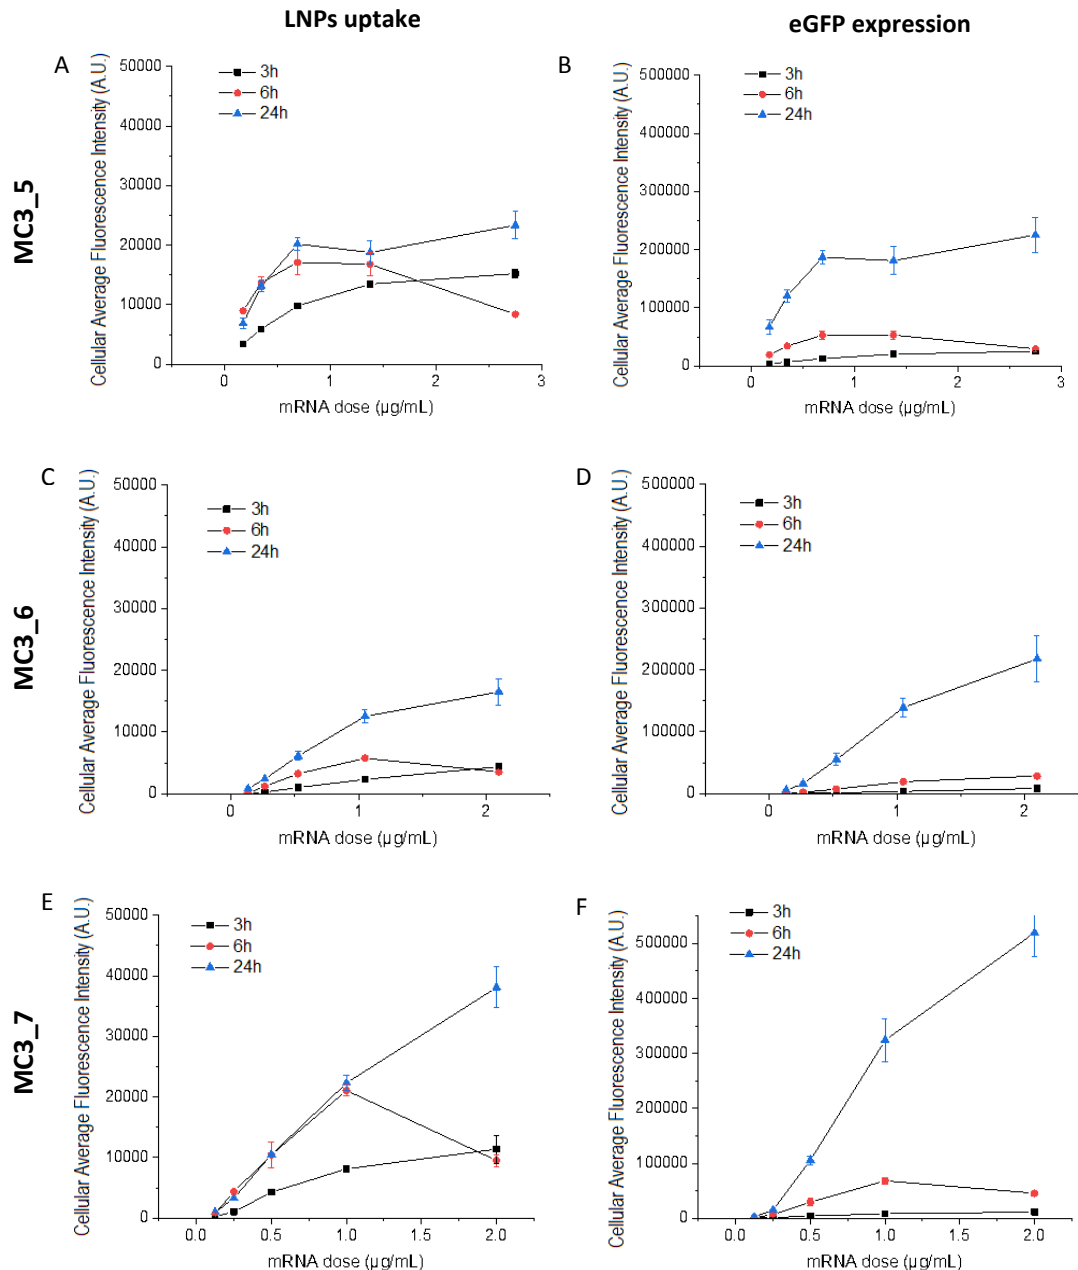 LNPs uptake
eGFP expression
MC3_5
A
Cellular Average Fluorescence Intensity (A.U.)
50000
40000
30000
20000
10000
0
3h
6h
24h
0
1
2
3
mRNA dose (µg/mL)
B
Cellular Average Fluorescence Intensity (A.U.)
500000
400000
300000
200000
100000
0
3h
6h
24h
0
1
2
3
mRNA dose (µg/mL)
MC3_6
C
Cellular Average Fluorescence Intensity (A.U.)
50000
40000
30000
20000
10000
0
3h
6h
24h
0
1
2
mRNA dose (µg/mL)
D
Cellular Average Fluorescence Intensity (A.U.)
500000
400000
300000
200000
100000
0
3h
6h
24h
0
1
2
mRNA dose (µg/mL)
MC3_7
E
Cellular Average Fluorescence Intensity (A.U.)
50000
40000
30000
20000
10000
0
3h
6h
24h
0.0
0.5
1.0
1.5
2.0
mRNA dose (µg/mL)
F
Cellular Average Fluorescence Intensity (A.U.)
500000
400000
300000
200000
100000
0
3h
6h
24h
0.0
0.5
1.0
1.5
2.0
mRNA dose (µg/mL)